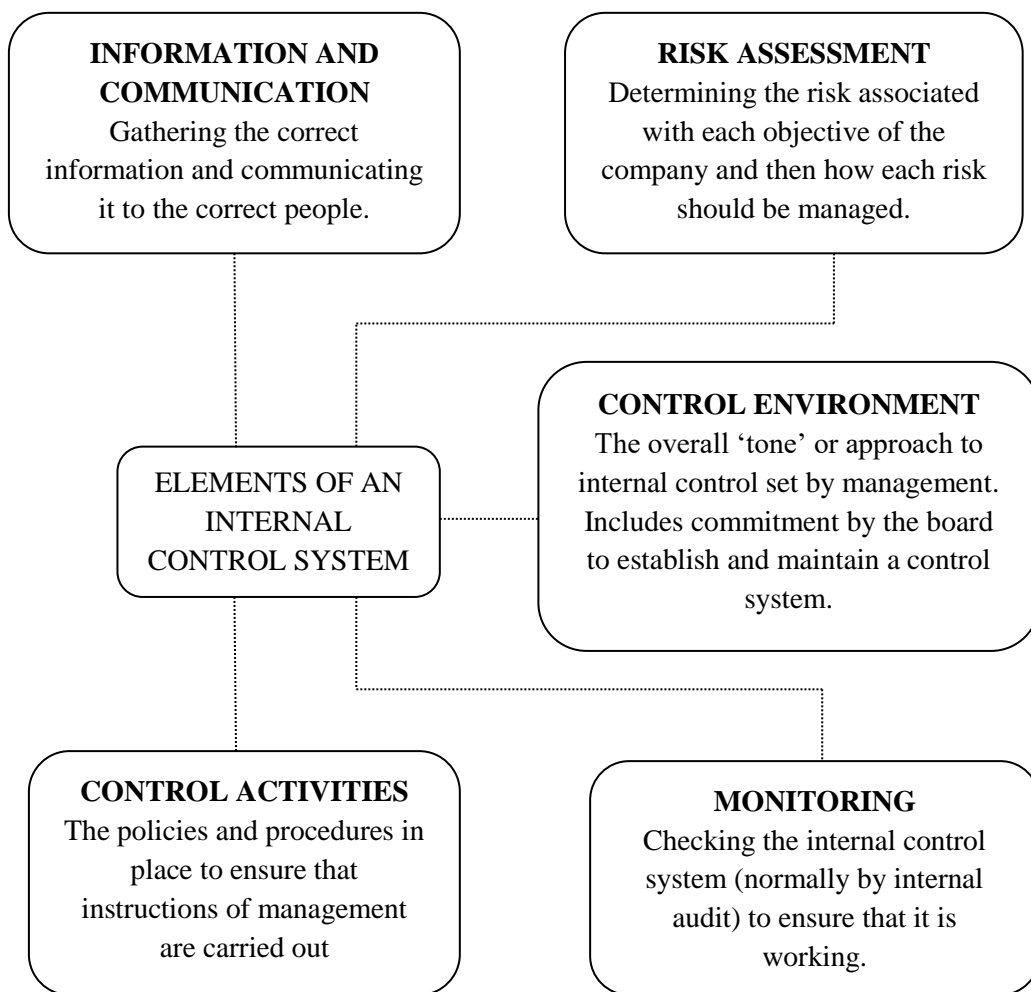 INFORMATION AND
COMMUNICATION
Gathering the correct
information and communicating
it to the correct people.
RISK ASSESSMENT
Determining the risk associated
with each objective of the
company and then how each risk
should be managed.
CONTROL ENVIRONMENT
The overall ‘tone’ or approach to
internal control set by management.
Includes commitment by the board
to establish and maintain a control
system.
ELEMENTS OF AN
INTERNAL
CONTROL SYSTEM
CONTROL ACTIVITIES
The policies and procedures in
place to ensure that
instructions of management
are carried out
MONITORING
Checking the internal control
system (normally by internal
audit) to ensure that it is
working.